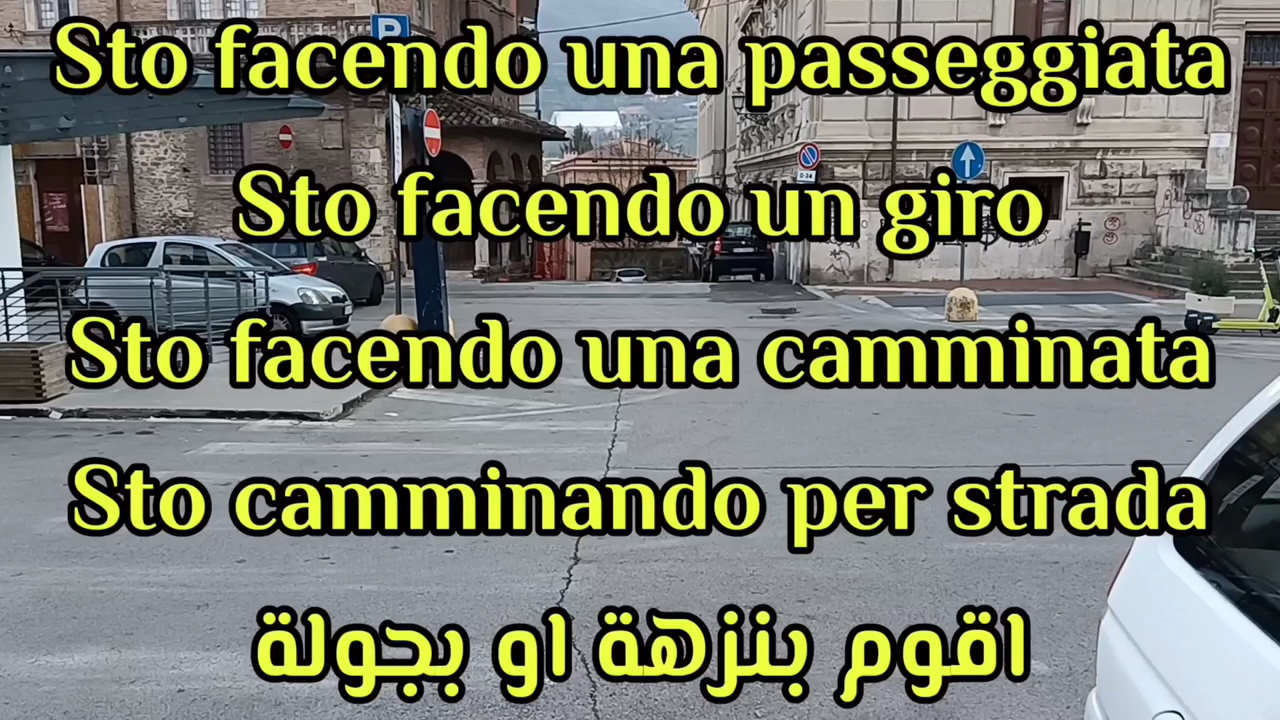 P
Sto facendo una passeggiata
Sto facendo un giro
Sto facendo una camminata
Sto camminando per strada
اقوم بنزهة او بجولة